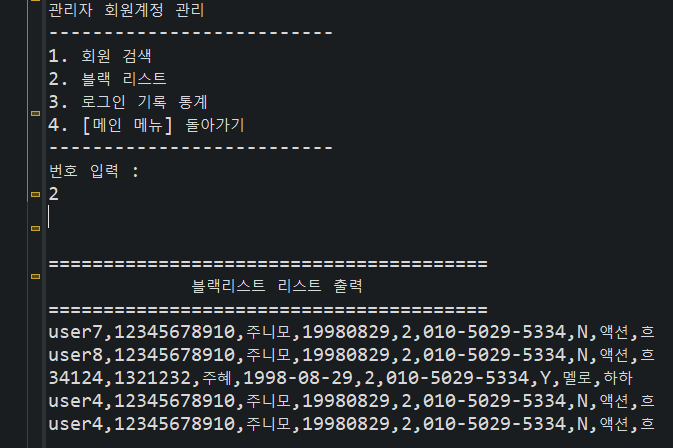 관리자 회원계정 관리
--------------------------
1. 회원 검색
2. 블랙 리스트
3. 로그인 기록 통계
4. [메인 메뉴] 돌아가기
--------------------------
번호 입력 :
2
========================================
블랙리스트 리스트 출력
========================================
user7,12345678910,주니모,19980829,2,010-5029-5334,N,액션,흐
user8,12345678910,주니모,19980829,2,010-5029-5334,N,액션,흐
34124,1321232,주혜,1998-08-29,2,010-5029-5334,Y,멜로,하하
user4,12345678910,주니모,19980829,2,010-5029-5334,N,액션,흐
user4,12345678910,주니모,19980829,2,010-5029-5334,N,액션,흐